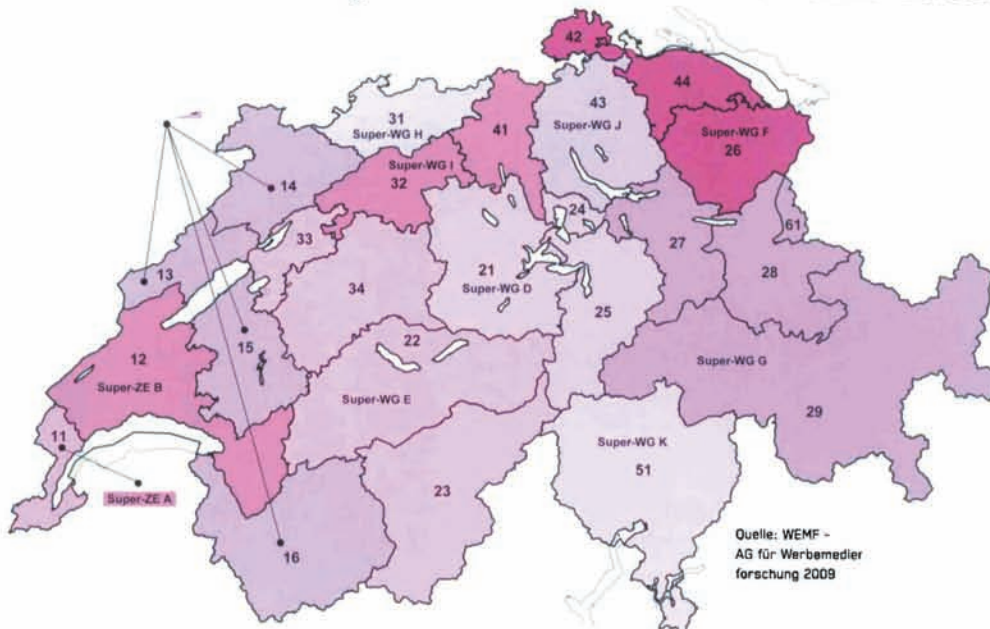 42
44
31
Super-WG H
41
43
Super-WG J
Super-WG F
26
Super-WG I
32
14
24
61
33
27
13
21
Super-WG D
28
34
25
22
12
Super-ZE B
15
Super-WG G
Super-WG E
29
11
Super-WG K
51
23
Super-ZE A
16
Quelle: WEMF -
AG für Werbemedier
forschung 2009